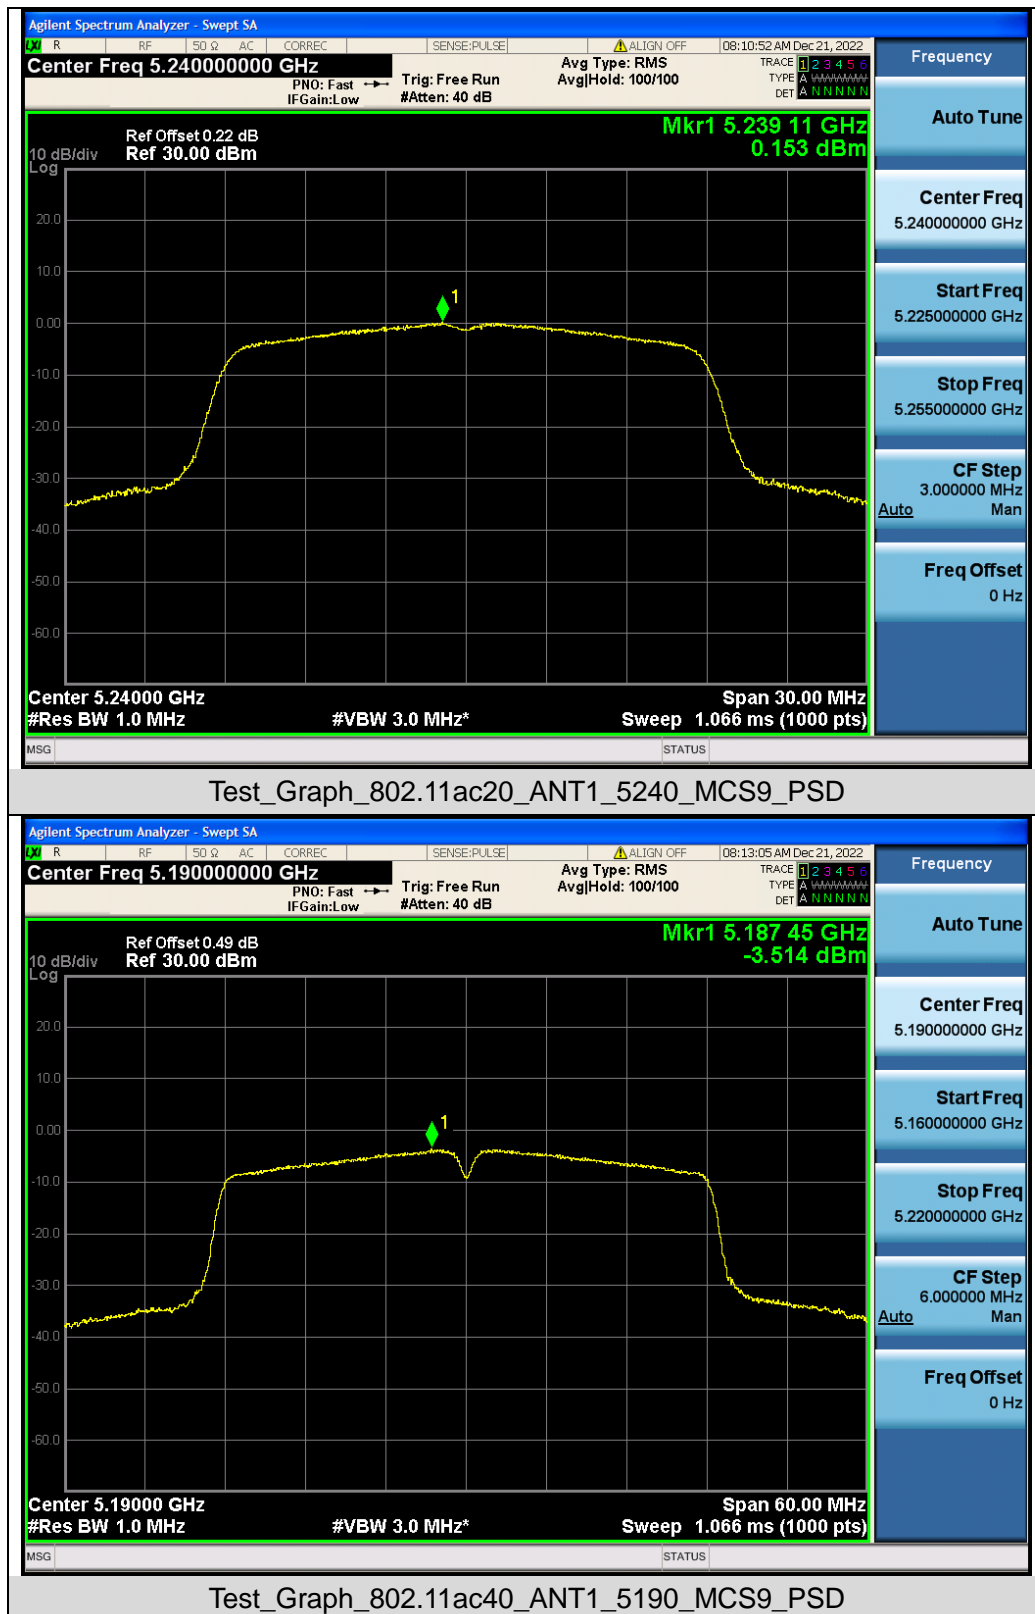 Agilent Spectrum Analyzer - Swept SA
LXI R RF 50 Ω AC CORREC SENSE:PULSE ALIGN OFF 08:10:52 AM Dec 21, 2022
Center Freq 5.240000000 GHz
PNO: Fast
IFGain:Low
Trig: Free Run
#Atten: 40 dB
Avg Type: RMS
Avg|Hold: 100/100
TRACE 1 2 3 4 5 6
TYPE A WWWWW
DET A N N N N N
Frequency
Auto Tune
Center Freq
5.240000000 GHz
Start Freq
5.225000000 GHz
Stop Freq
5.255000000 GHz
CF Step
3.000000 MHz
Auto Man
Freq Offset
0 Hz
Mkr1 5.239 11 GHz
0.153 dBm
Ref Offset 0.22 dB
10 dB/div Ref 30.00 dBm
Log
20.0
10.0
1
0.00
-10.0
-20.0
-30.0
-40.0
-50.0
-60.0
Center 5.24000 GHz Span 30.00 MHz
#Res BW 1.0 MHz #VBW 3.0 MHz* Sweep 1.066 ms (1000 pts)
MSG STATUS
Test_Graph_802.11ac20_ANT1_5240_MCS9_PSD
Agilent Spectrum Analyzer - Swept SA
LXI R RF 50 Ω AC CORREC SENSE:PULSE ALIGN OFF 08:13:05 AM Dec 21, 2022
Center Freq 5.190000000 GHz
PNO: Fast
IFGain:Low
Trig: Free Run
#Atten: 40 dB
Avg Type: RMS
Avg|Hold: 100/100
TRACE 1 2 3 4 5 6
TYPE A WWWWW
DET A N N N N N
Frequency
Auto Tune
Center Freq
5.190000000 GHz
Start Freq
5.160000000 GHz
Stop Freq
5.220000000 GHz
CF Step
6.000000 MHz
Auto Man
Freq Offset
0 Hz
Mkr1 5.187 45 GHz
-3.514 dBm
Ref Offset 0.49 dB
10 dB/div Ref 30.00 dBm
Log
20.0
10.0
1
0.00
-10.0
-20.0
-30.0
-40.0
-50.0
-60.0
Center 5.19000 GHz Span 60.00 MHz
#Res BW 1.0 MHz #VBW 3.0 MHz* Sweep 1.066 ms (1000 pts)
MSG STATUS
Test_Graph_802.11ac40_ANT1_5190_MCS9_PSD